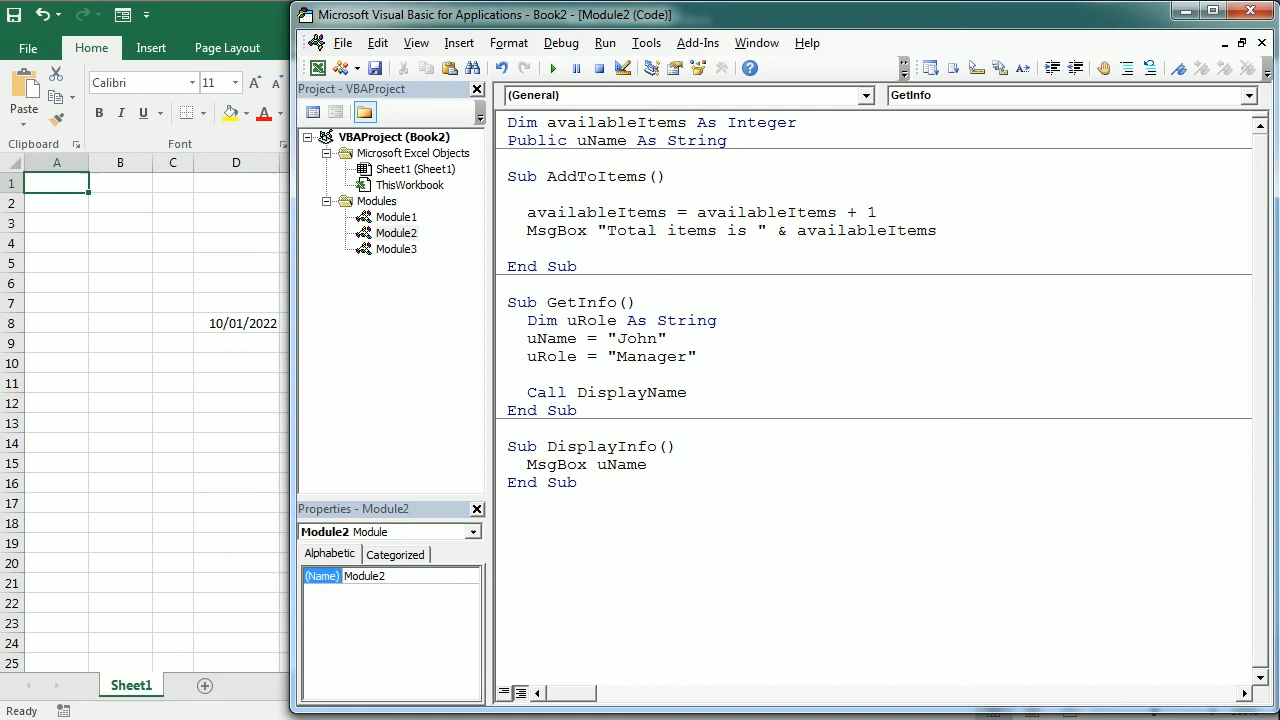 File
Home
Insert
Page Layout
Paste
Calibri
11
B I U
A
Clipboard
Font
A B C D
1
2
3
4
5
6
7
8 10/01/2022
9
10
11
12
13
14
15
16
17
18
19
20
21
22
23
24
25
Sheet1
Ready
Microsoft Visual Basic for Applications - Book2 - [Module2 (Code)]
File Edit View Insert Format Debug Run Tools Add-Ins Window Help
Project - VBAProject
VBAProject (Book2)
Microsoft Excel Objects
Sheet1 (Sheet1)
ThisWorkbook
Modules
Module1
Module2
Module3
Properties - Module2
Module2 Module
Alphabetic Categorized
(Name) Module2
(General) GetInfo
Dim availableItems As Integer
Public uName As String
Sub AddToItems()
availableItems = availableItems + 1
MsgBox "Total items is " & availableItems
End Sub
Sub GetInfo()
Dim uRole As String
uName = "John"
uRole = "Manager"
Call DisplayName
End Sub
Sub DisplayInfo()
MsgBox uName
End Sub